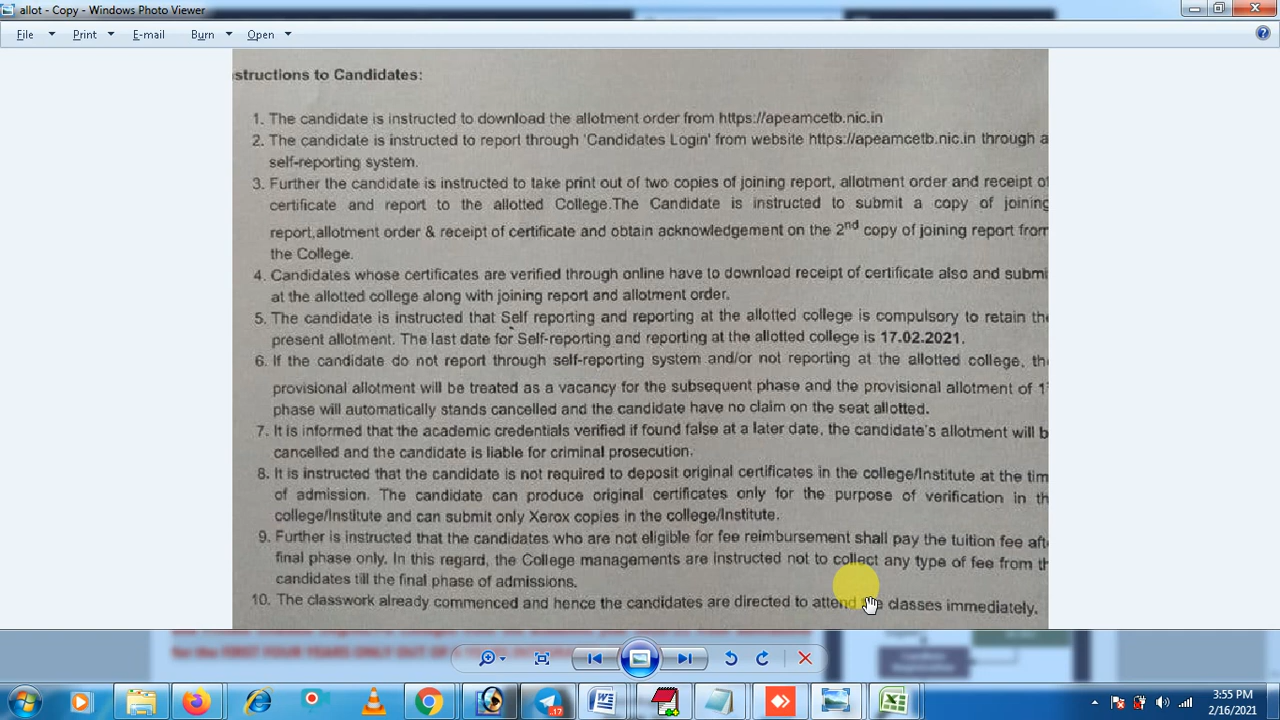 allot - Copy - Windows Photo Viewer
File Print E-mail Burn Open
structions to Candidates:
1. The candidate is instructed to download the allotment order from https://apeamcetb.nic.in
2. The candidate is instructed to report through 'Candidates Login' from website https://apeamcetb.nic.in through a
self-reporting system.
3. Further the candidate is instructed to take print out of two copies of joining report, allotment order and receipt of
certificate and report to the allotted College.The Candidate is instructed to submit a copy of joining
report,allotment order & receipt of certificate and obtain acknowledgement on the 2nd copy of joining report from
the College.
4. Candidates whose certificates are verified through online have to download receipt of certificate also and submi
at the allotted college along with joining report and allotment order.
5. The candidate is instructed that Self reporting and reporting at the allotted college is compulsory to retain the
present allotment. The last date for Self-reporting and reporting at the allotted college is 17.02.2021.
6. If the candidate do not report through self-reporting system and/or not reporting at the allotted college, the
provisional allotment will be treated as a vacancy for the subsequent phase and the provisional allotment of 1
phase will automatically stands cancelled and the candidate have no claim on the seat allotted.
7. It is informed that the academic credentials verified if found false at a later date, the candidate's allotment will b
cancelled and the candidate is liable for criminal prosecution.
8. It is instructed that the candidate is not required to deposit original certificates in the college/Institute at the tim
of admission. The candidate can produce original certificates only for the purpose of verification in th
college/Institute and can submit only Xerox copies in the college/Institute.
9. Further is instructed that the candidates who are not eligible for fee reimbursement shall pay the tuition fee afte
final phase only. In this regard, the College managements are instructed not to collect any type of fee from th
candidates till the final phase of admissions.
10. The classwork already commenced and hence the candidates are directed to attend the classes immediately.
17
3:55 PM
2/16/2021